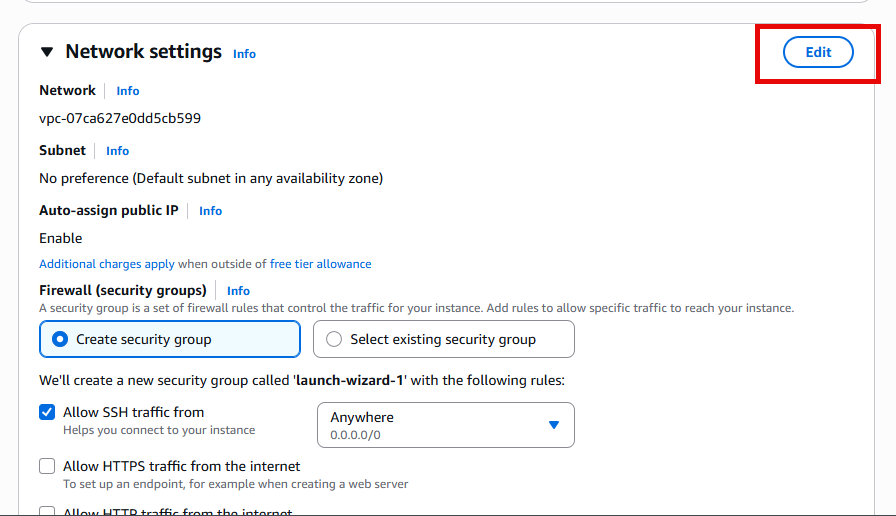 Network settings Info
Edit
Network Info
vpc-07ca627e0dd5cb599
Subnet Info
No preference (Default subnet in any availability zone)
Auto-assign public IP Info
Enable
Additional charges apply when outside of free tier allowance
Firewall (security groups) Info
A security group is a set of firewall rules that control the traffic for your instance. Add rules to allow specific traffic to reach your instance.
Create security group
Select existing security group
We'll create a new security group called 'launch-wizard-1' with the following rules:
Allow SSH traffic from
Helps you connect to your instance
Anywhere
0.0.0.0/0
Allow HTTPS traffic from the internet
To set up an endpoint, for example when creating a web server
Allow HTTP traffic from the internet